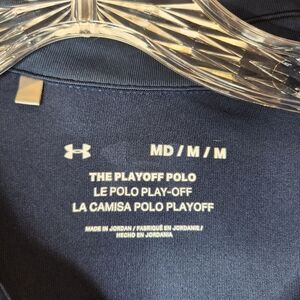 MD / M / M
THE PLAYOFF POLO
LE POLO PLAY-OFF
LA CAMISA POLO PLAYOFF
MADE IN JORDAN / FABRIQUÉ EN JORDANIE /
HECHO EN JORDANIA